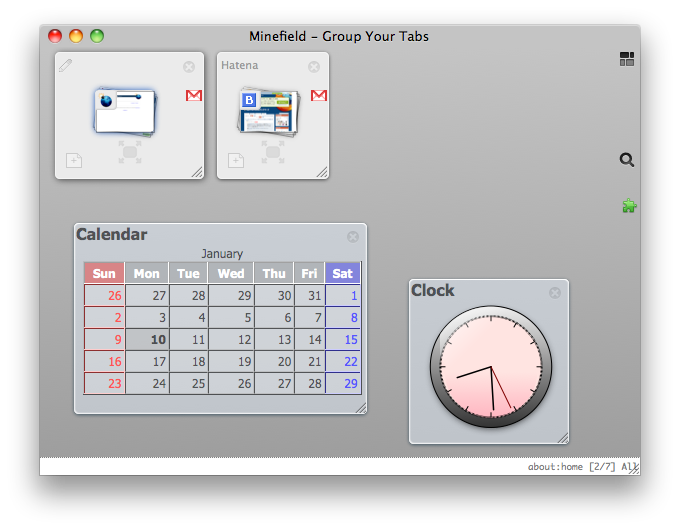 Minefield - Group Your Tabs
Hatena
B
Calendar
January
Sun Mon Tue Wed Thu Fri Sat
26 27 28 29 30 31 1
2 3 4 5 6 7 8
9 10 11 12 13 14 15
16 17 18 19 20 21 22
23 24 25 26 27 28 29
Clock
about:home [2/7] All